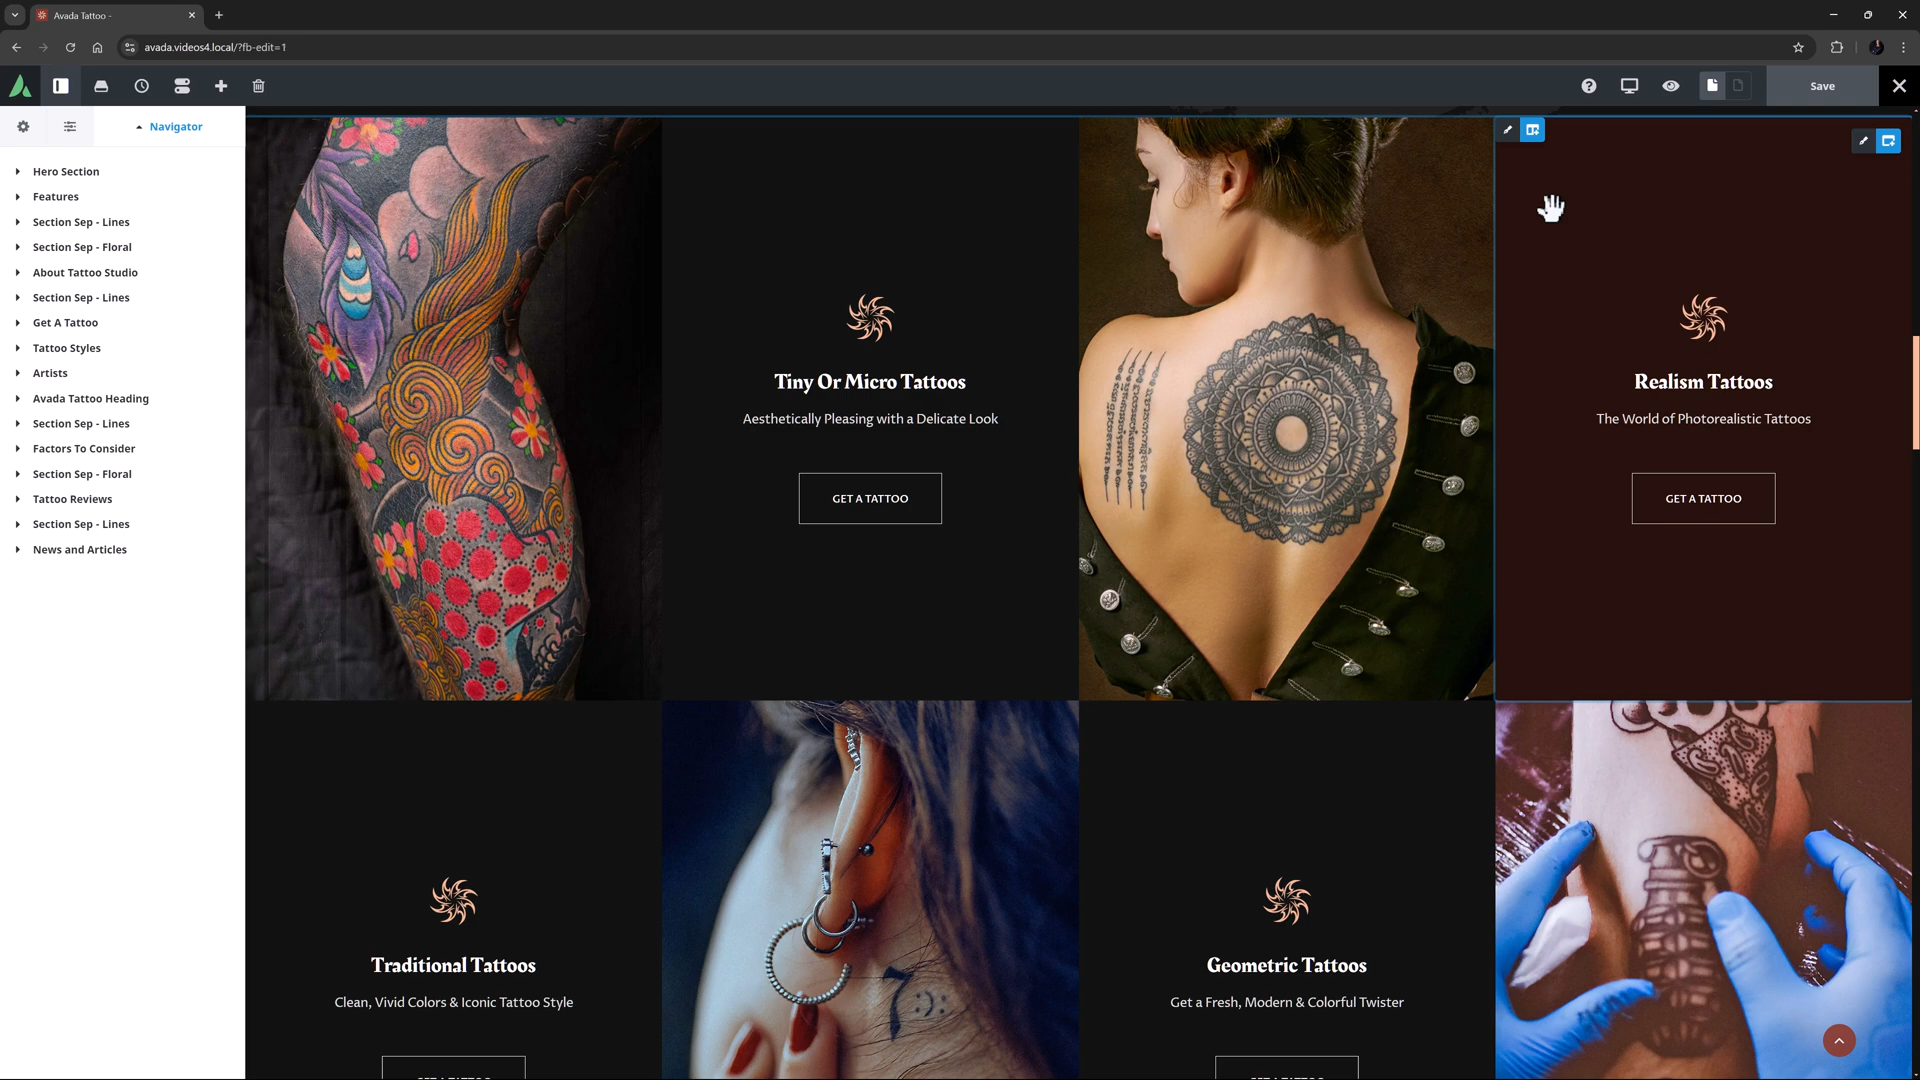 Avada Tattoo -
avada.videos4.local/?fb-edit=1
Save
Navigator
Hero Section
Features
Section Sep - Lines
Section Sep - Floral
About Tattoo Studio
Section Sep - Lines
Get A Tattoo
Tattoo Styles
Artists
Avada Tattoo Heading
Section Sep - Lines
Factors To Consider
Section Sep - Floral
Tattoo Reviews
Section Sep - Lines
News and Articles
Tiny Or Micro Tattoos
Aesthetically Pleasing with a Delicate Look
GET A TATTOO
Realism Tattoos
The World of Photorealistic Tattoos
GET A TATTOO
Traditional Tattoos
Clean, Vivid Colors & Iconic Tattoo Style
Geometric Tattoos
Get a Fresh, Modern & Colorful Twister